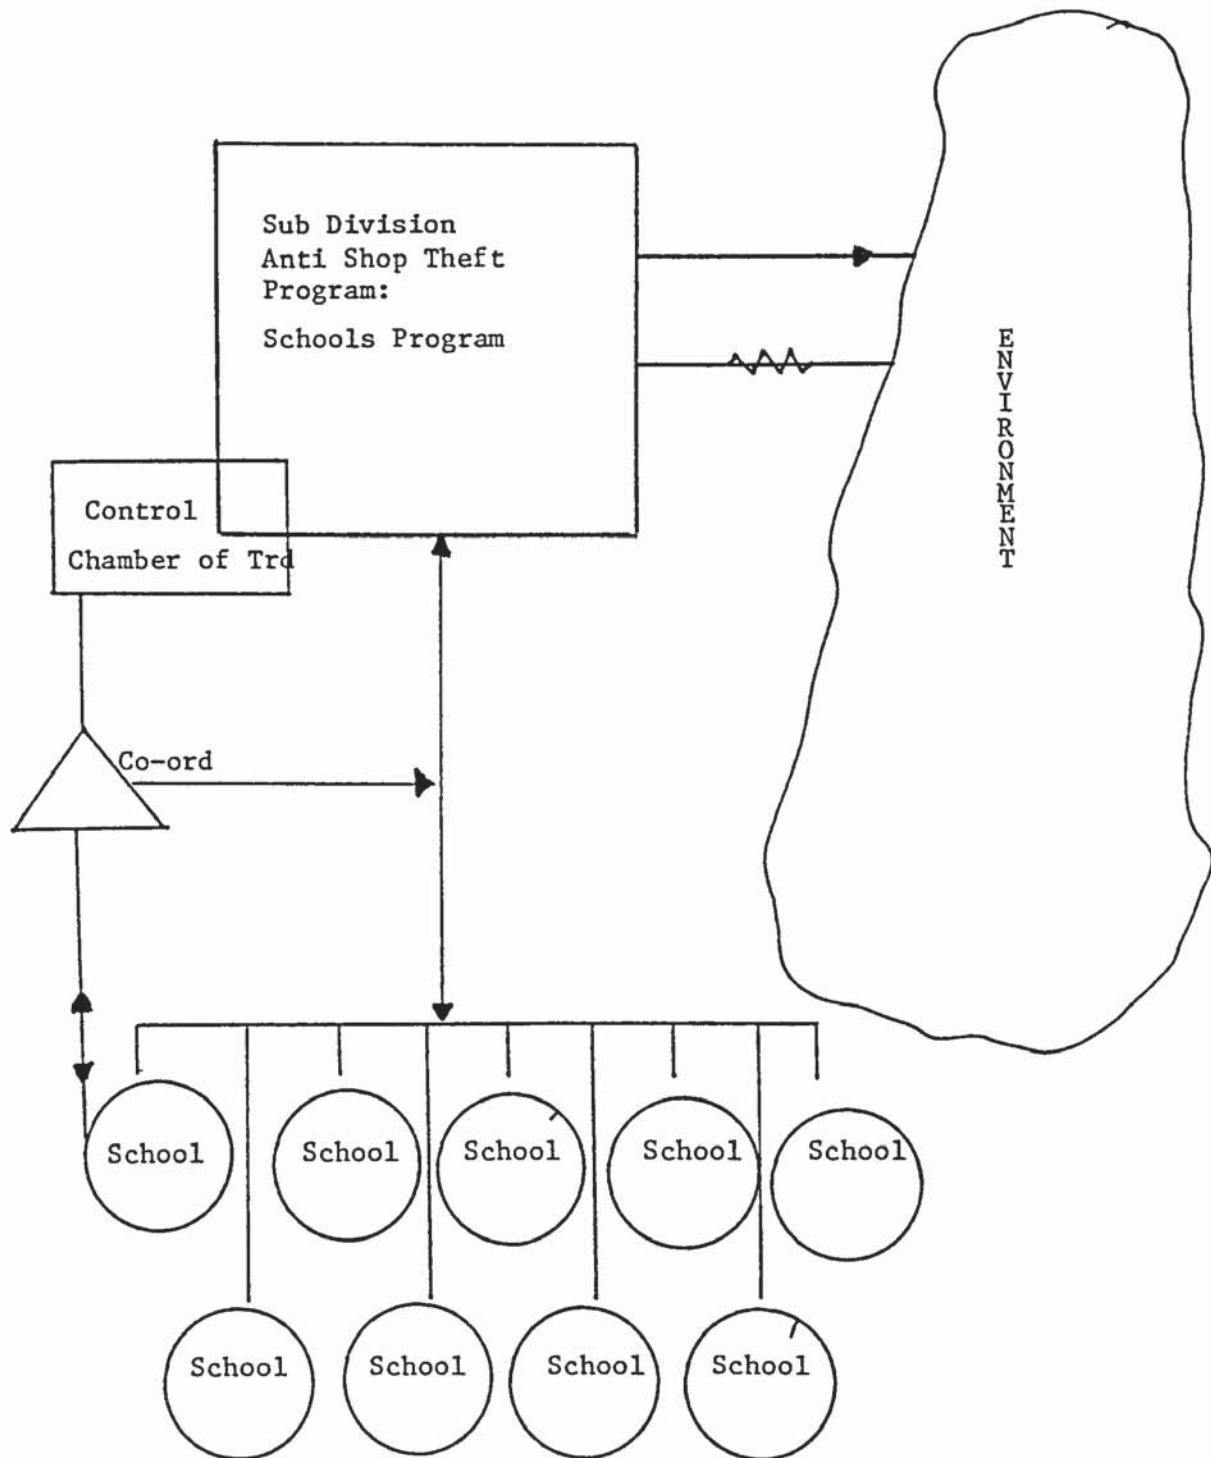 Sub Division
Anti Shop Theft
Program:
Schools Program
ENVIRONMENT
Control
Chamber of Trd
Co-ord
School
School
School
School
School
School
School
School
School